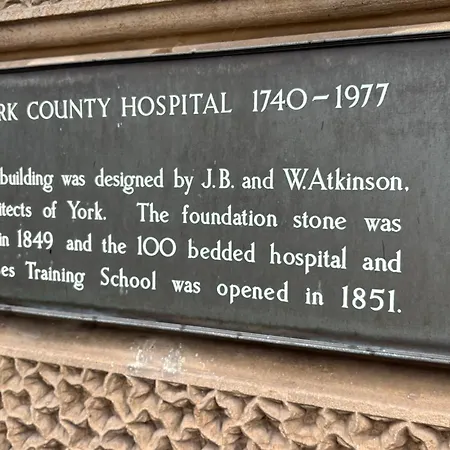 RK COUNTY HOSPITAL 1740-1977
building was designed by J.B. and W.Atkinson,
itects of York. The foundation stone was
in 1849 and the 100 bedded hospital and
es Training School was opened in 1851.